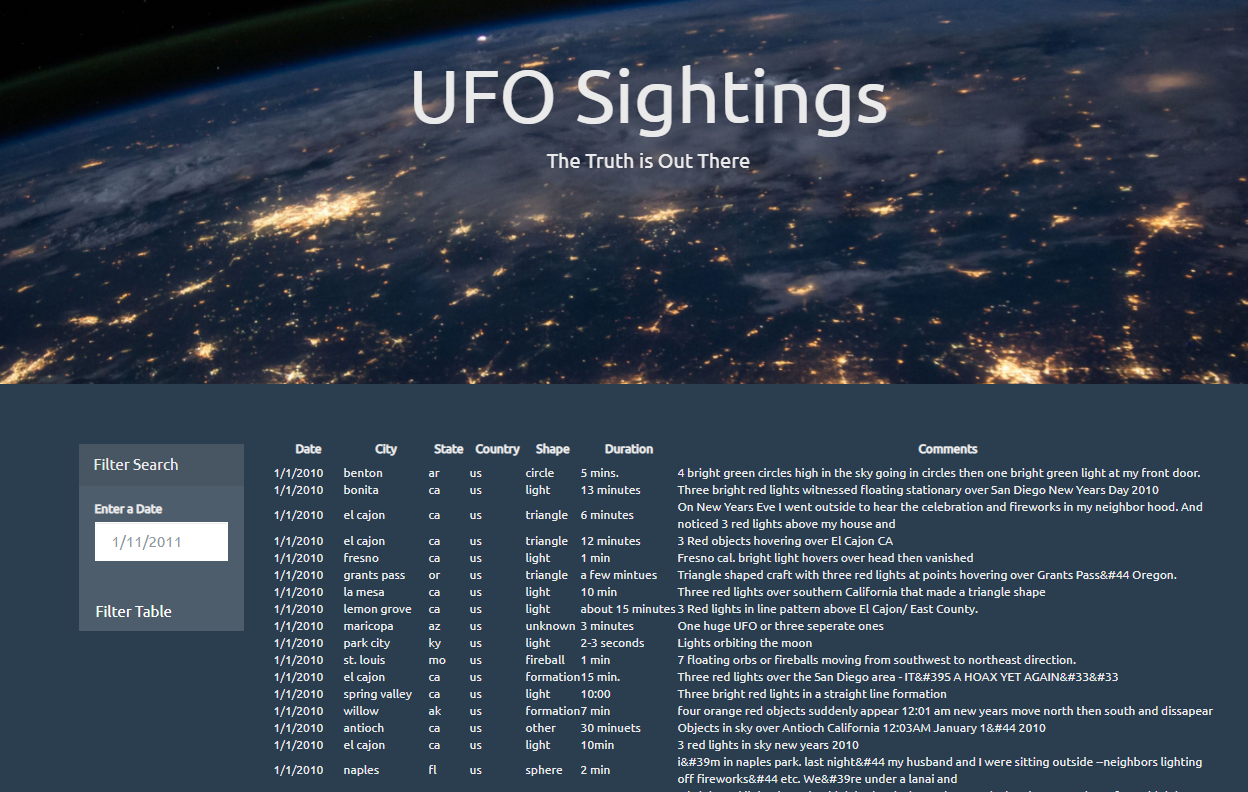 UFO Sightings
The Truth is Out There
Filter Search
Enter a Date
1/11/2011
Filter Table
Date City State Country Shape Duration Comments
1/1/2010 benton ar us circle 5 mins. 4 bright green circles high in the sky going in circles then one bright green light at my front door.
1/1/2010 bonita ca us light 13 minutes Three bright red lights witnessed floating stationary over San Diego New Years Day 2010
1/1/2010 el cajon ca us triangle 6 minutes On New Years Eve I went outside to hear the celebration and fireworks in my neighbor hood. And
noticed 3 red lights above my house and
1/1/2010 el cajon ca us triangle 12 minutes 3 Red objects hovering over El Cajon CA
1/1/2010 fresno ca us light 1 min Fresno cal. bright light hovers over head then vanished
1/1/2010 grants pass or us triangle a few mintues Triangle shaped craft with three red lights at points hovering over Grants Pass&#44 Oregon.
1/1/2010 la mesa ca us light 10 min Three red lights over southern California that made a triangle shape
1/1/2010 lemon grove ca us light about 15 minutes 3 Red lights in line pattern above El Cajon/ East County.
1/1/2010 maricopa az us unknown 3 minutes One huge UFO or three seperate ones
1/1/2010 park city ky us light 2-3 seconds Lights orbiting the moon
1/1/2010 st. louis mo us fireball 1 min 7 floating orbs or fireballs moving from southwest to northeast direction.
1/1/2010 el cajon ca us formation 15 min. Three red lights over the San Diego area - IT&#39S A HOAX YET AGAIN&#33&#33
1/1/2010 spring valley ca us light 10:00 Three bright red lights in a straight line formation
1/1/2010 willow ak us formation 7 min four orange red objects suddenly appear 12:01 am new years move north then south and dissapear
1/1/2010 antioch ca us other 30 minuets Objects in sky over Antioch California 12:03AM January 1&#44 2010
1/1/2010 el cajon ca us light 10min 3 red lights in sky new years 2010
1/1/2010 naples fl us sphere 2 min i&#39m in naples park. last night&#44 my husband and I were sitting outside --neighbors lighting
off fireworks&#44 etc. We&#39re under a lanai and